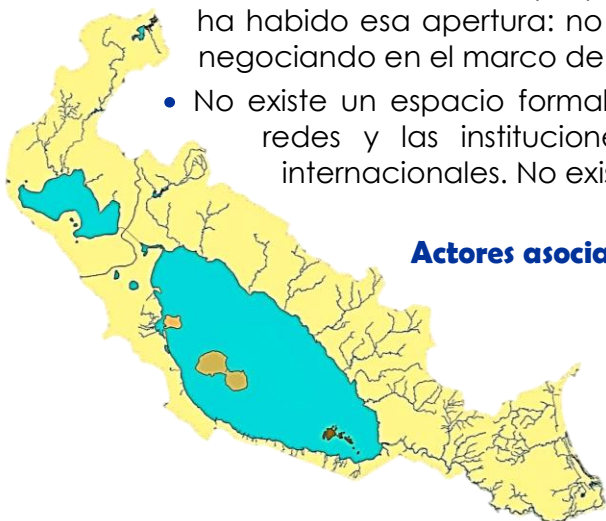 ha habido esa apertura: no
negociando en el marco de
• No existe un espacio formal
redes y las institucione
internacionales. No exis
Actores asocia